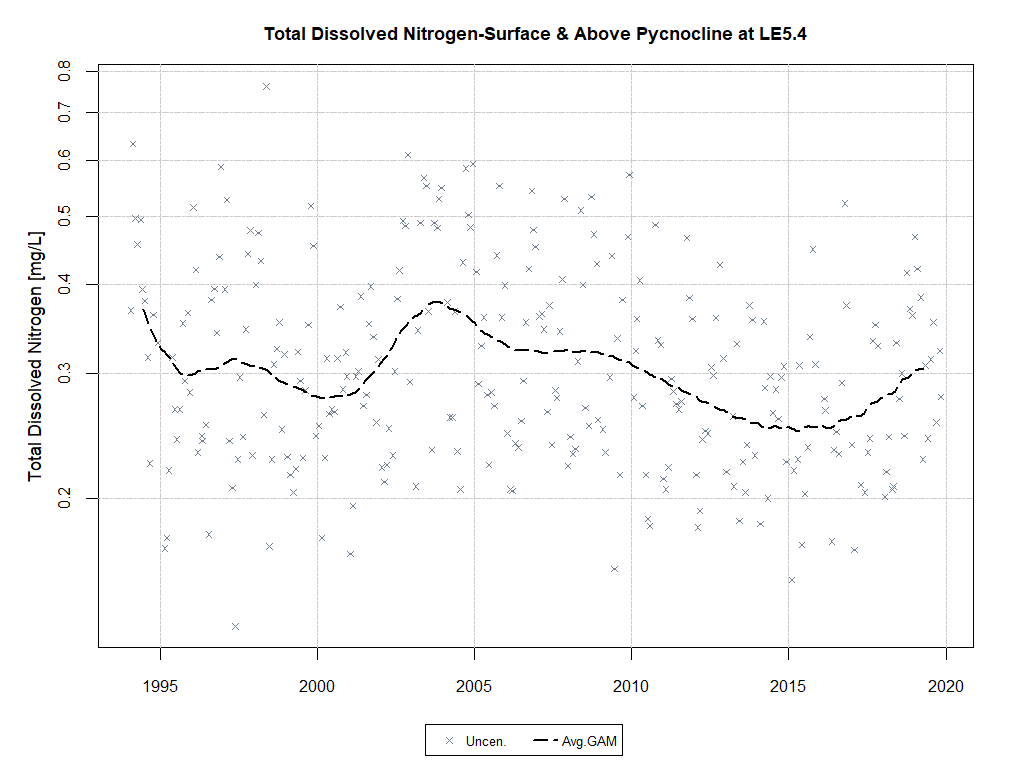 Total Dissolved Nitrogen-Surface & Above Pycnocline at LE5.4
Total Dissolved Nitrogen [mg/L]
0.8
0.7
0.6
0.5
0.4
0.3
0.2
1995 2000 2005 2010 2015 2020
Uncen. Avg.GAM